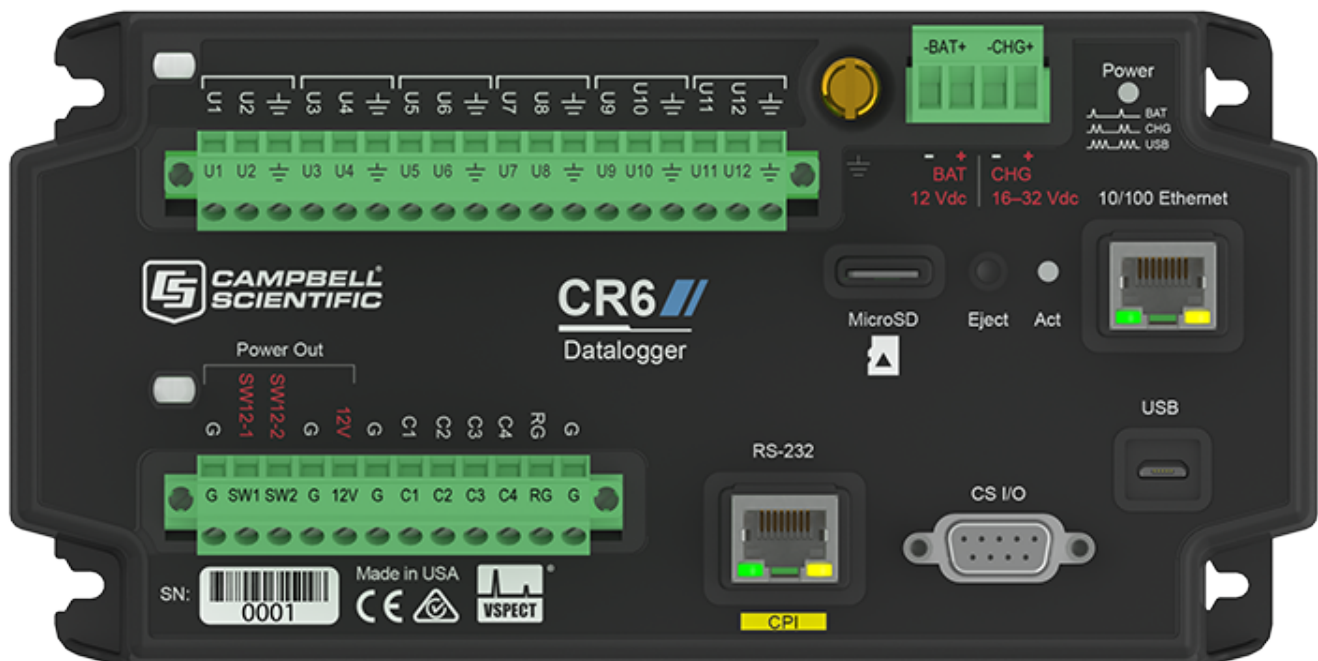 -BAT+ -CHG+
Power
BAT
CHG
USB
U1 U2 U3 U4 U5 U6 U7 U8 U9 U10 U11 U12
U1 U2 U3 U4 U5 U6 U7 U8 U9 U10 U11 U12
- + - +
BAT CHG
12 Vdc 16–32 Vdc
10/100 Ethernet
CAMPBELL®
SCIENTIFIC
CR6
Datalogger
MicroSD Eject Act
Power Out
G SW12-1 SW12-2 G 12V G C1 C2 C3 C4 RG G
G SW1 SW2 G 12V G C1 C2 C3 C4 RG G
USB
RS-232
CS I/O
CPI
SN:
0001
Made in USA
CE
VSPECT®